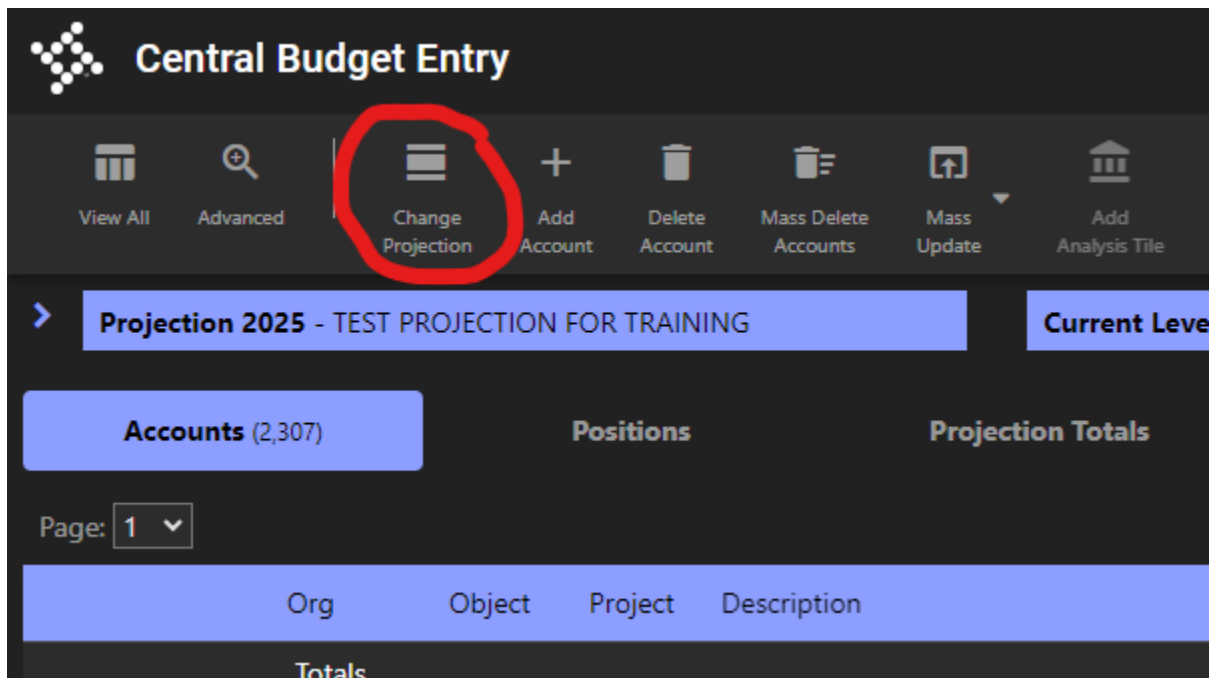 Central Budget Entry
View All
Advanced
Change
Projection
Add
Account
Delete
Account
Mass Delete
Accounts
Mass
Update
Add
Analysis Tile
Projection 2025 - TEST PROJECTION FOR TRAINING
Current Leve
Accounts (2,307)
Positions
Projection Totals
Page: 1
Org Object Project Description
Totals